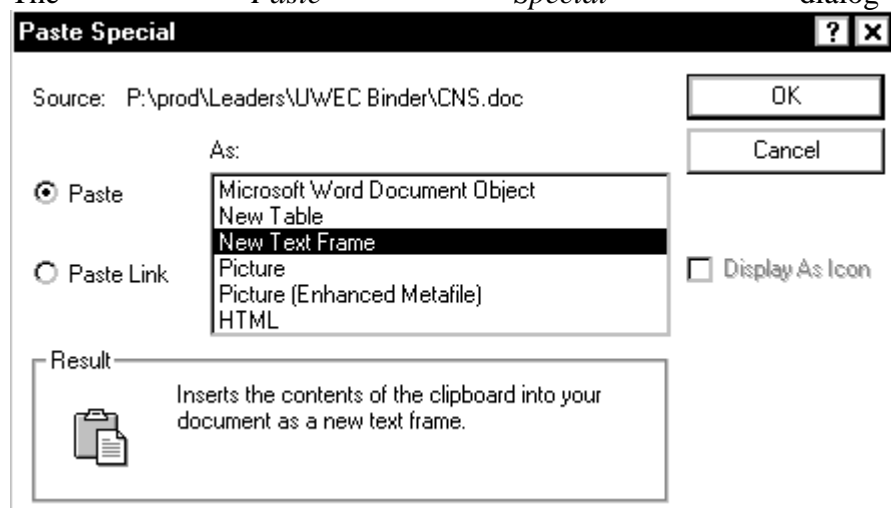 The Paste Special dialog
Paste Special
Source: P:\prod\Leaders\UWEC Binder\CNS.doc
OK
Cancel
As:
Paste
Paste Link
Microsoft Word Document Object
New Table
New Text Frame
Picture
Picture (Enhanced Metafile)
HTML
Display As Icon
Result
Inserts the contents of the clipboard into your
document as a new text frame.